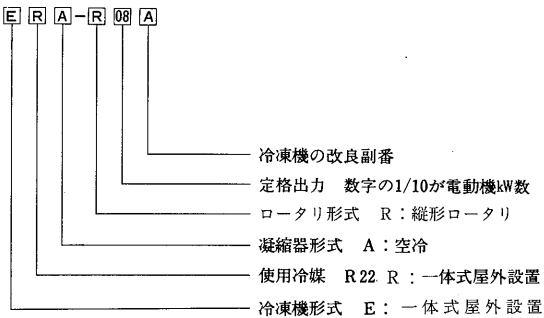 ERA-R08A
冷凍機の改良副番
定格出力 数字の1/10が電動機kW数
ロータリ形式 R：縦形ロータリ
凝縮器形式 A：空冷
使用冷媒 R22 R：一体式屋外設置
冷凍機形式 E：一体式屋外設置